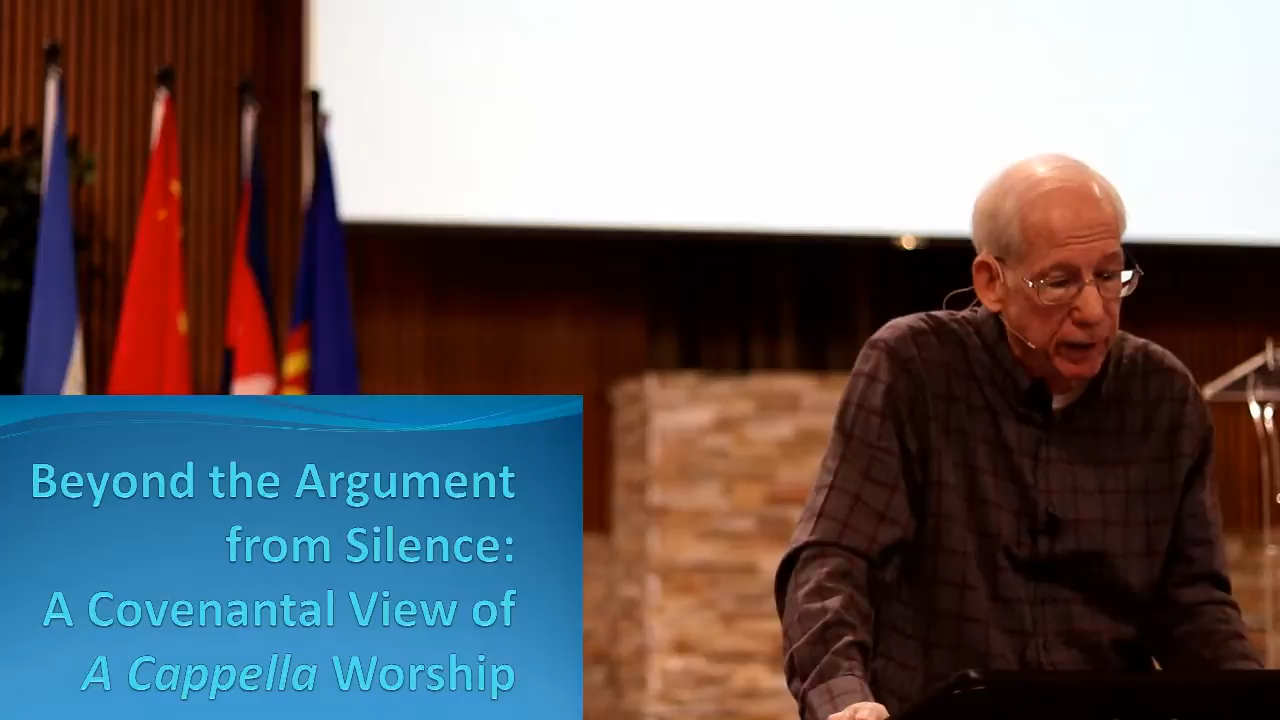 Beyond the Argument
from Silence:
A Covenantal View of
A Cappella Worship